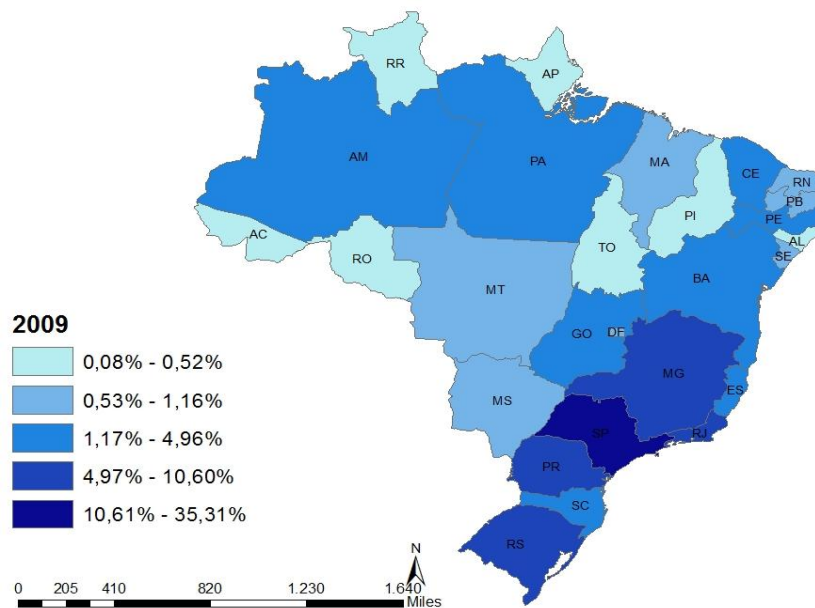 RR
AP
AM
PA
MA
CE
RN
PB
PE
PI
AC
AL
TO
SE
RO
BA
MT
GO
DF
MG
ES
MS
SP
RJ
PR
SC
RS
2009
0,08% - 0,52%
0,53% - 1,16%
1,17% - 4,96%
4,97% - 10,60%
10,61% - 35,31%
N
0 205 410 820 1.230 1.640
Miles